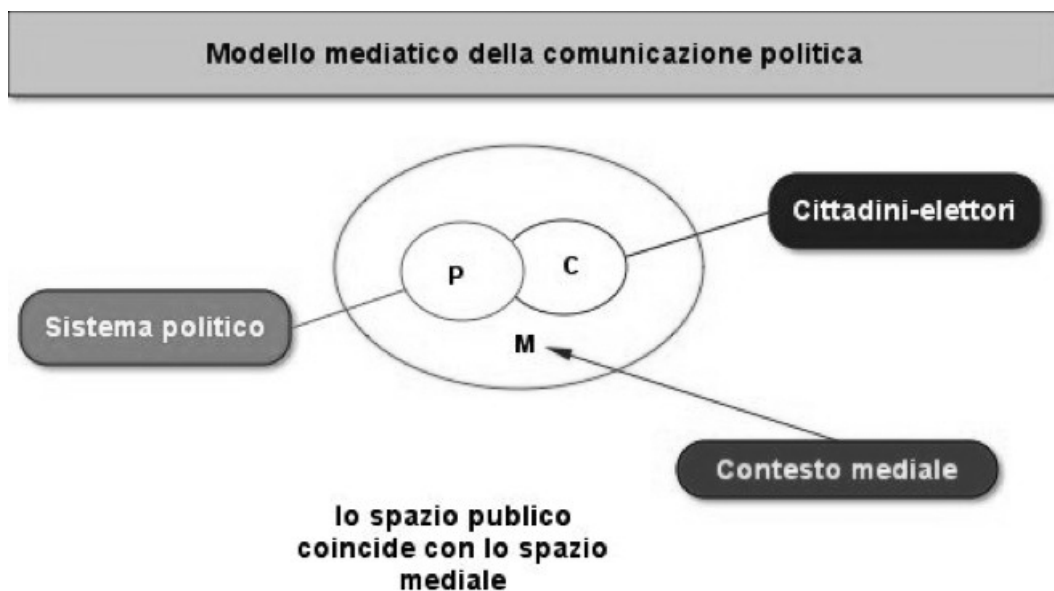 Modello mediatico della comunicazione politica
Cittadini-elettori
P
C
Sistema politico
M
Contesto mediale
lo spazio publico
coincide con lo spazio
mediale